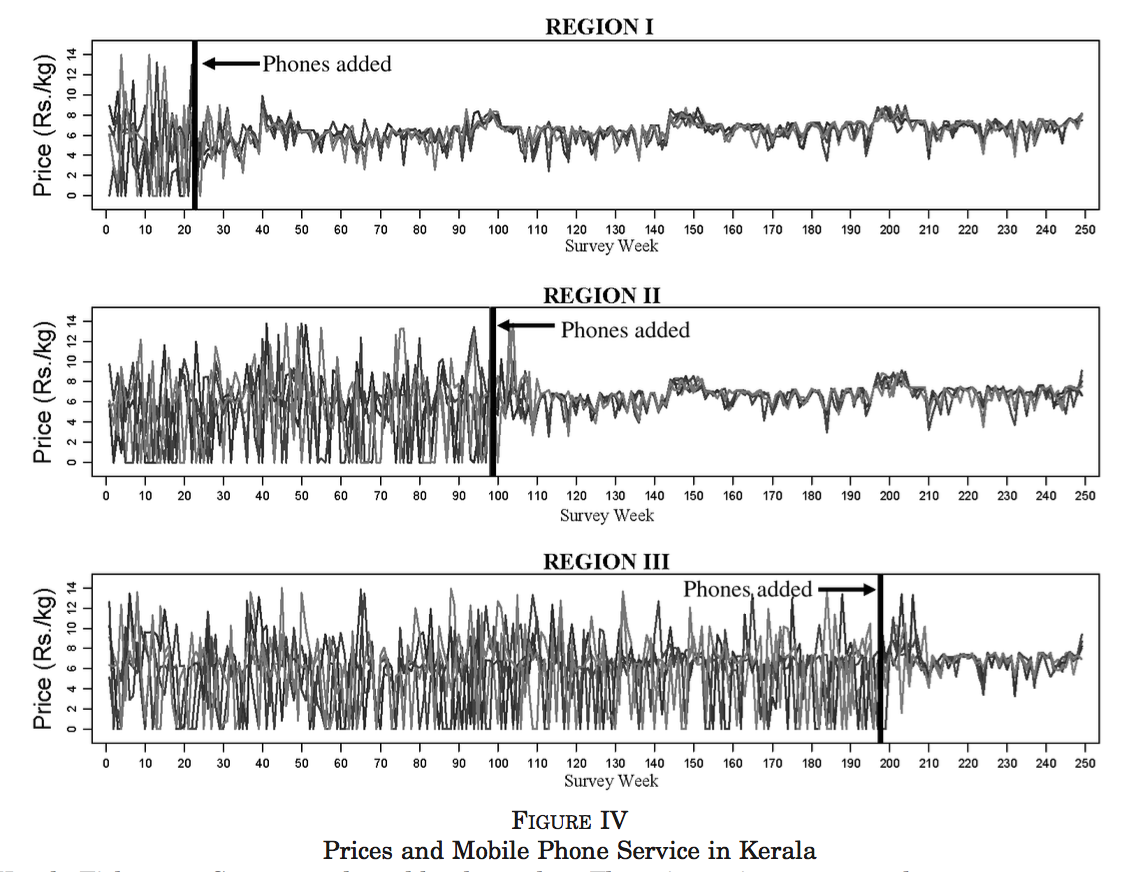 REGION I
Price (Rs./kg)
0 2 4 6 8 10 12 14
Phones added
0 10 20 30 40 50 60 70 80 90 100 110 120 130 140 150 160 170 180 190 200 210 220 230 240 250
Survey Week
REGION II
Price (Rs./kg)
0 2 4 6 8 10 12 14
Phones added
0 10 20 30 40 50 60 70 80 90 100 110 120 130 140 150 160 170 180 190 200 210 220 230 240 250
Survey Week
REGION III
Price (Rs./kg)
0 2 4 6 8 10 12 14
Phones added
0 10 20 30 40 50 60 70 80 90 100 110 120 130 140 150 160 170 180 190 200 210 220 230 240 250
Survey Week
FIGURE IV
Prices and Mobile Phone Service in Kerala